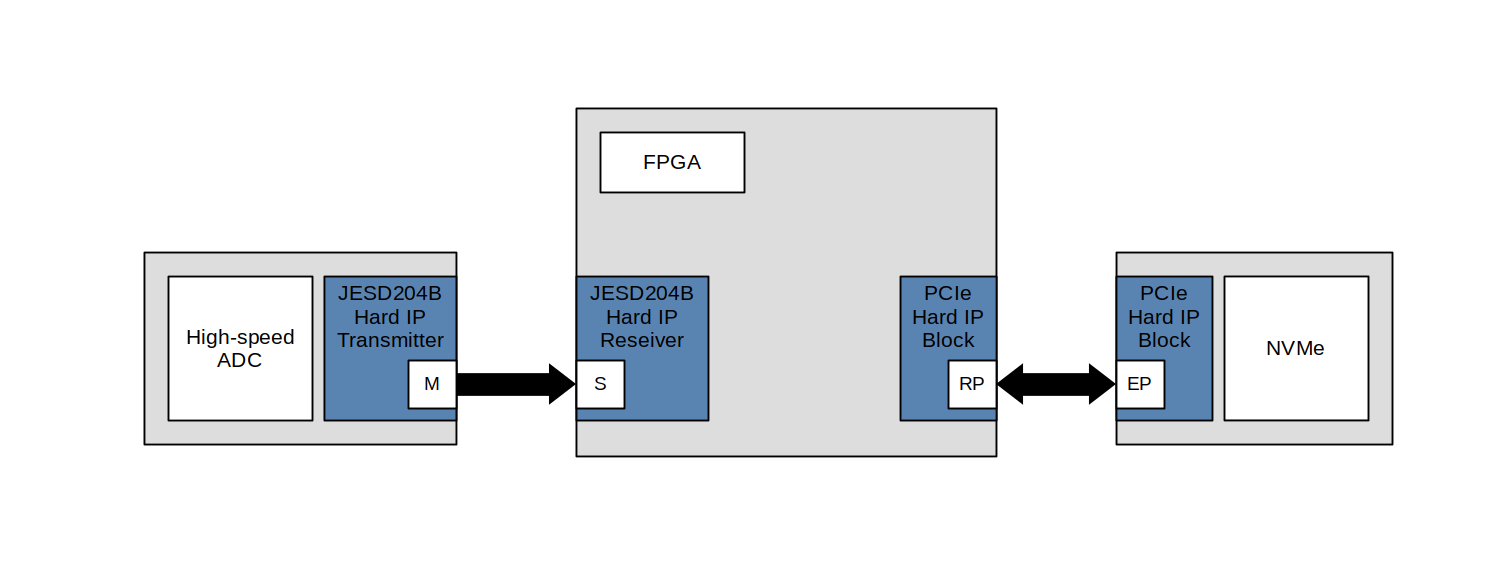 FPGA
High-speed
ADC
JESD204B
Hard IP
Transmitter
M
JESD204B
Hard IP
Reseiver
S
PCIe
Hard IP
Block
RP
PCIe
Hard IP
Block
EP
NVMe